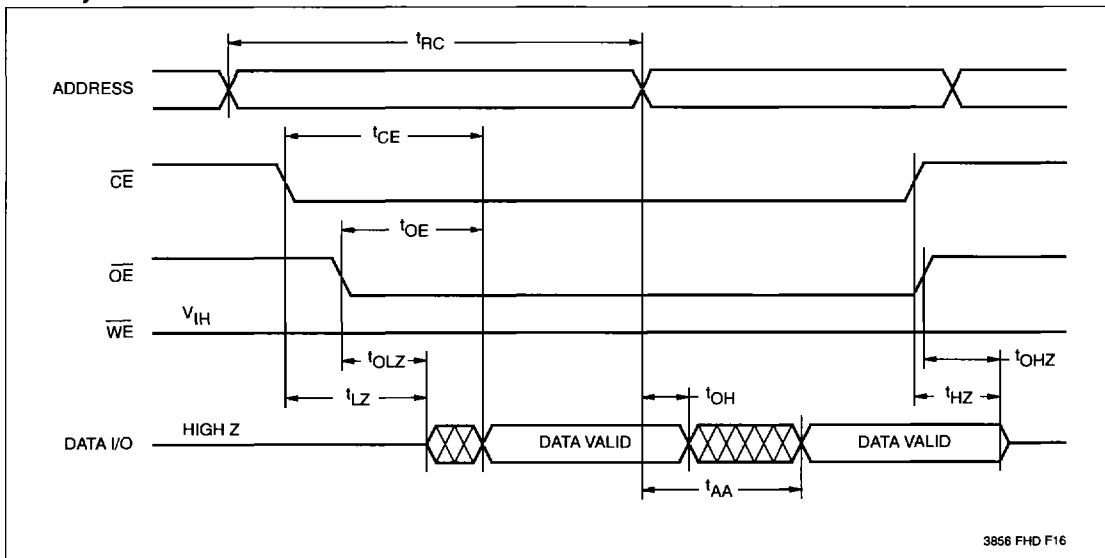 tRC
ADDRESS
tCE
CE
tOE
OE
VIH
WE
tOLZ
tOHZ
tLZ
tOH
tHZ
HIGH Z
DATA I/O
DATA VALID
DATA VALID
tAA
3856 FHD F16